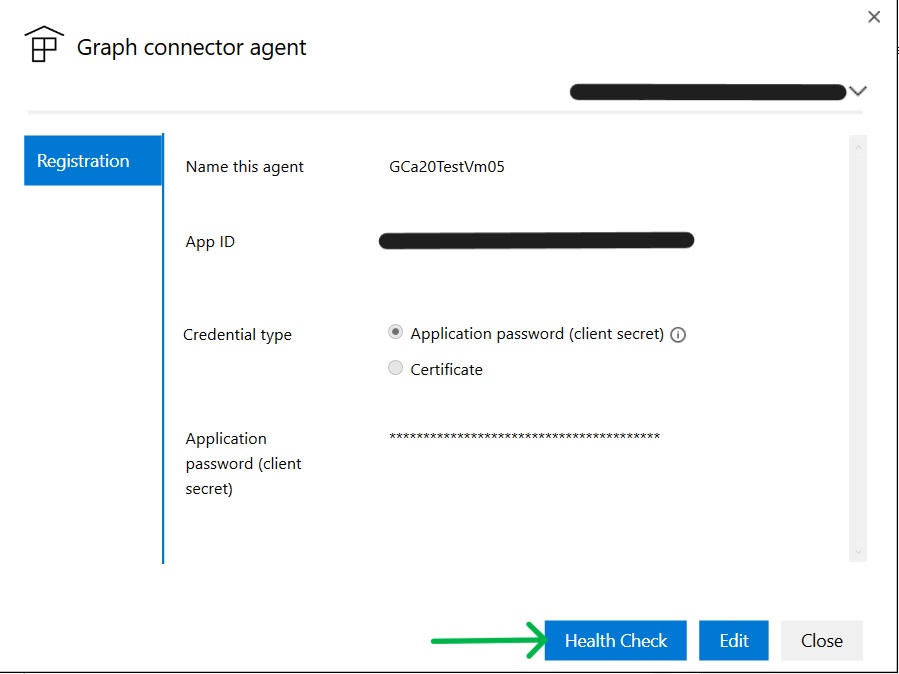 Graph connector agent
Registration
Name this agent
GCa20TestVm05
App ID
Credential type
Application password (client secret)
Certificate
Application
password (client
secret)
****************************************
Health Check
Edit
Close